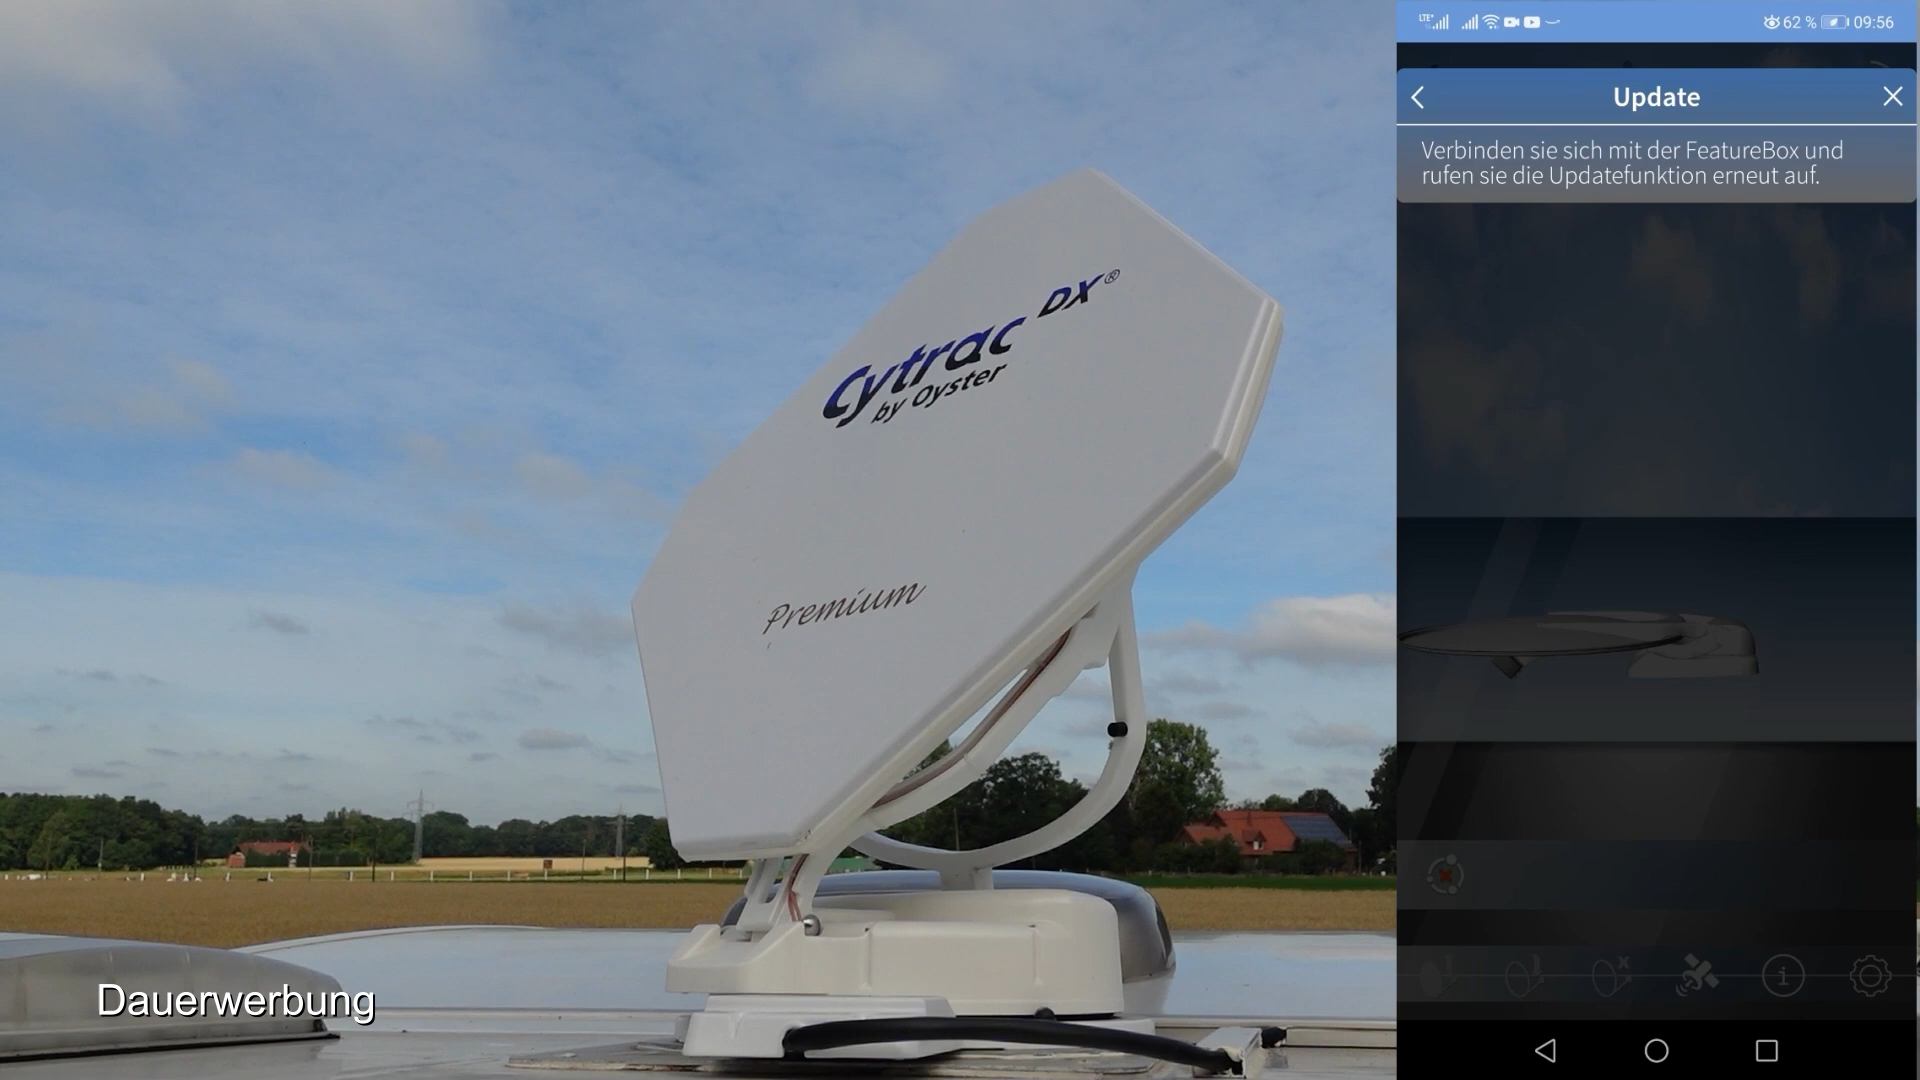 Cytrac DX®
by Oyster
Premium
Dauerwerbung
LTE+
62 %
09:56
Update
Verbinden sie sich mit der FeatureBox und
rufen sie die Updatefunktion erneut auf.